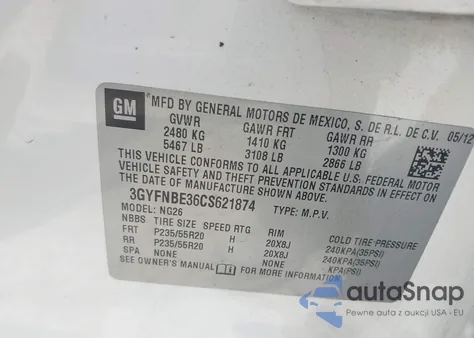 GM
MFD BY GENERAL MOTORS DE MEXICO, S. DE R.L. DE C.V. 05/12
GVWR GAWR FRT GAWR RR
2480 KG 1410 KG 1300 KG
5467 LB 3108 LB 2866 LB
THIS VEHICLE CONFORMS TO ALL APPLICABLE U.S. FEDERAL
MOTOR VEHICLE SAFETY, BUMPER, AND THEFT PREVENTION
STANDARDS IN EFFECT ON THE DATE OF MANUFACTURE SHOWN ABOVE.
3GYFNBE36CS621874 TYPE: M.P.V.
MODEL: NG26
NBBS TIRE SIZE SPEED RTG RIM COLD TIRE PRESSURE
FRT P235/55R20 H 20X8J 240KPA(35PSI)
RR P235/55R20 H 20X8J 240KPA(35PSI)
SPA NONE NONE KPA(PSI)
SEE OWNER'S MANUAL FOR MORE INFORMATION
autoSnap
Pewne auta z aukcji USA - EU